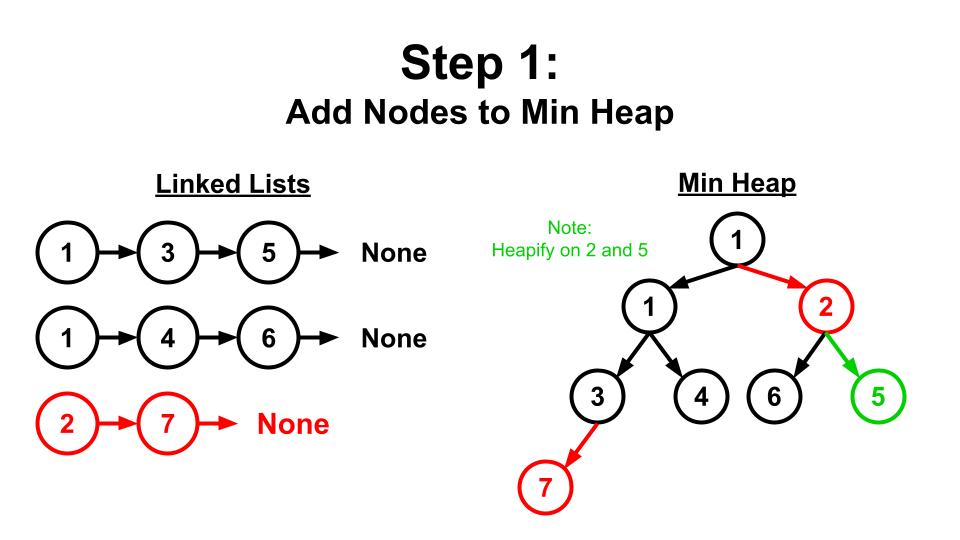 Step 1:
Add Nodes to Min Heap
Linked Lists
1 3 5 None
1 4 6 None
2 7 None
Min Heap
Note:
Heapify on 2 and 5
1
1 2
3 4 6 5
7